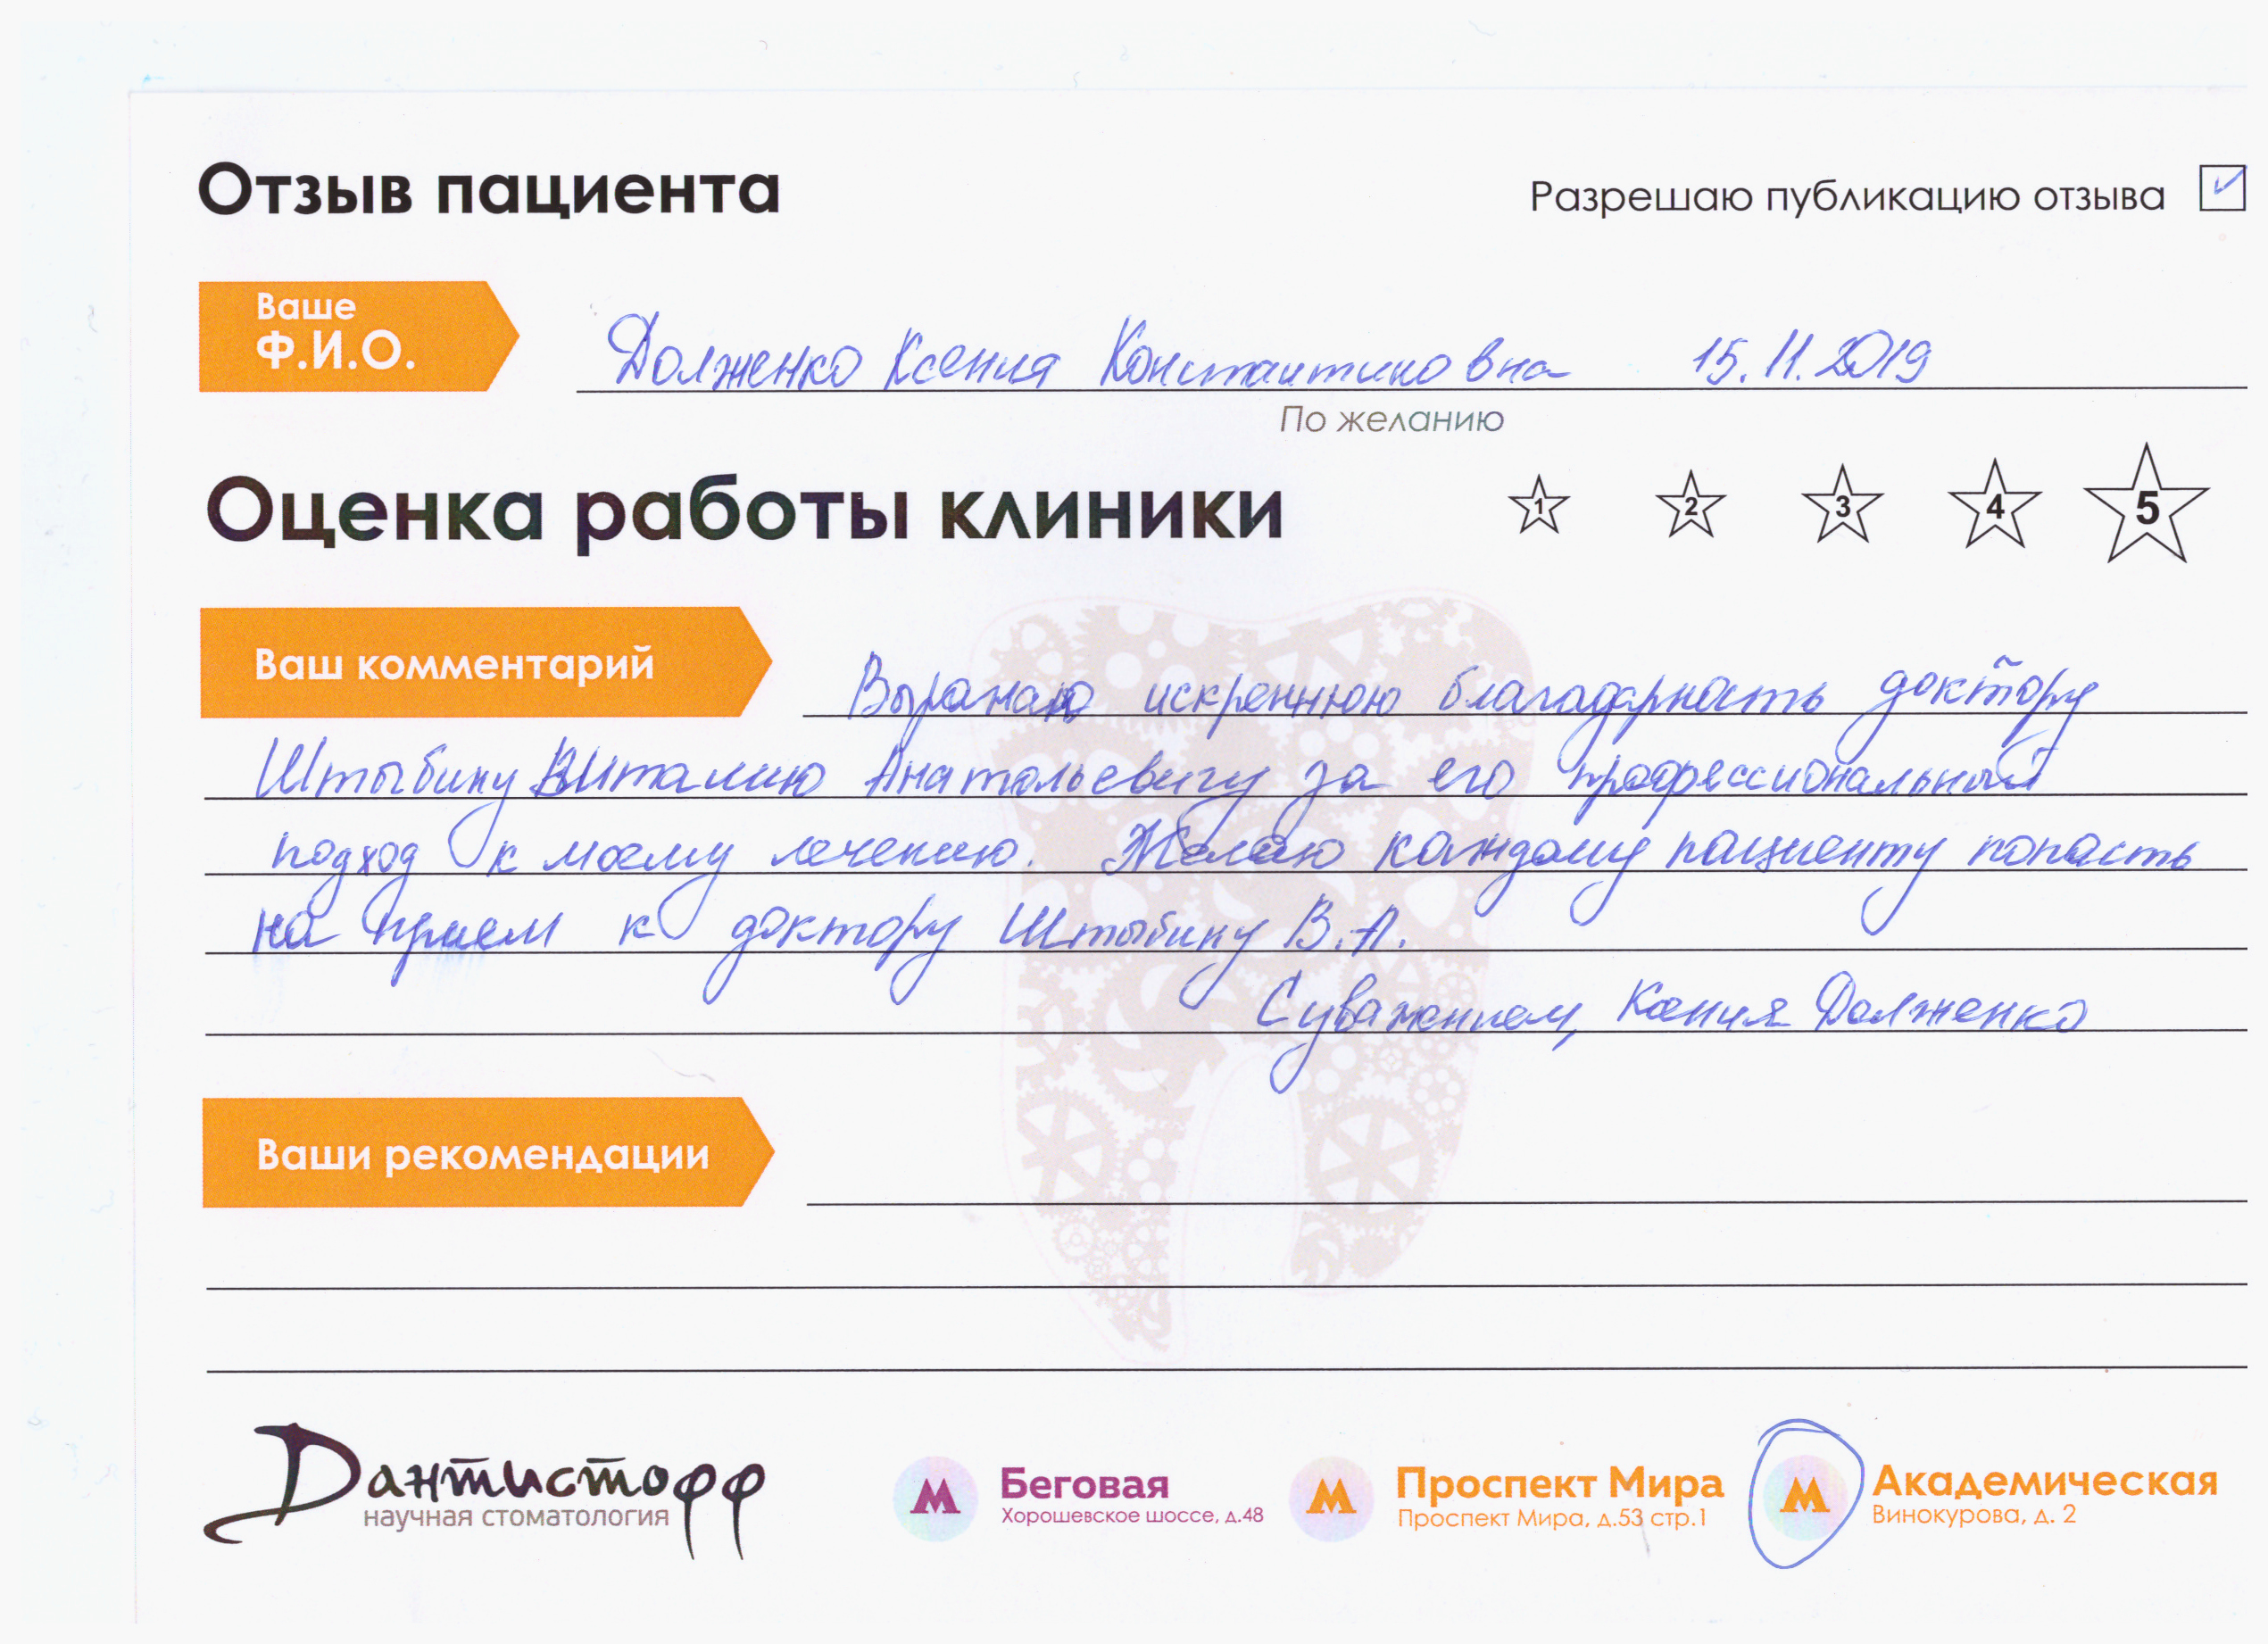 Отзыв пациента
Разрешаю публикацию отзыва
Ваше
Ф.И.О.
Долженко Ксения Константиновна 15.11.2019
По желанию
Оценка работы клиники
1 2 3 4 5
Ваш комментарий
Выражаю искреннюю благодарность доктору
Штыбину Виталию Анатольевичу за его профессиональный
подход к моему лечению. Желаю каждому пациенту попасть
на прием к доктору Штыбину В.А.
С уважением, Ксения Долженко
Ваши рекомендации
Дантистофф
научная стоматология
Беговая
Хорошевское шоссе, д.48
Проспект Мира
Проспект Мира, д.53 стр.1
Академическая
Винокурова, д. 2